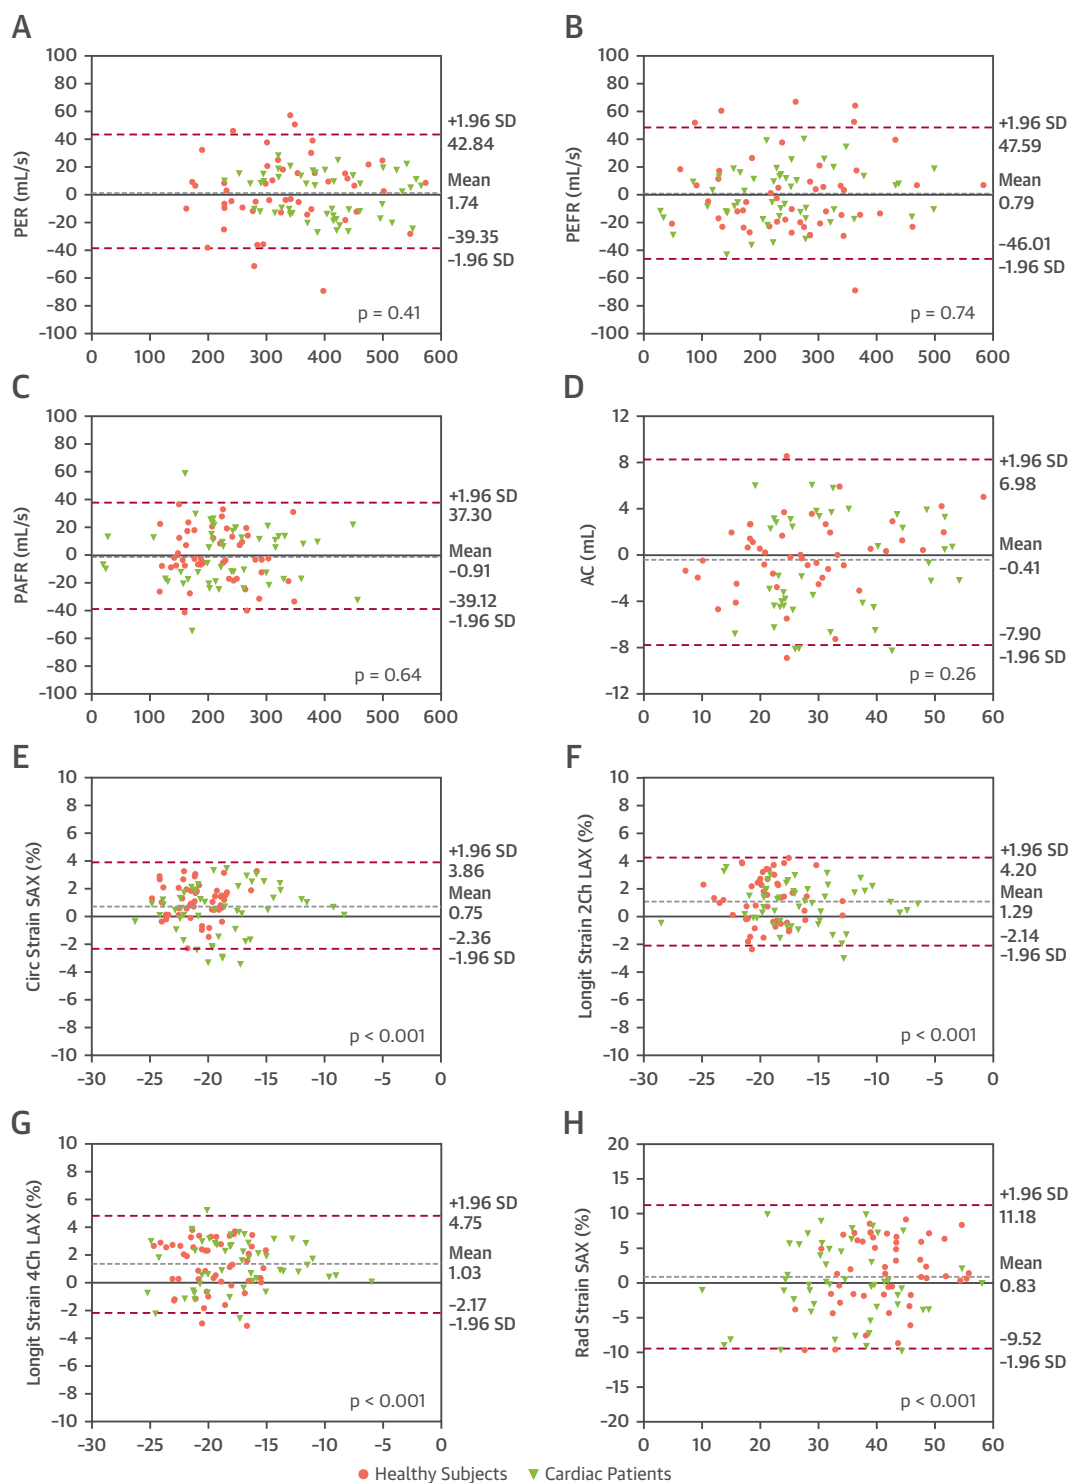 A
PER (mL/s)
100
80
60
40
20
0
-20
-40
-60
-80
-100
0 100 200 300 400 500 600
+1.96 SD
42.84
Mean
1.74
-39.35
-1.96 SD
p = 0.41
B
PEFR (mL/s)
100
80
60
40
20
0
-20
-40
-60
-80
-100
0 100 200 300 400 500 600
+1.96 SD
47.59
Mean
0.79
-46.01
-1.96 SD
p = 0.74
C
PAFR (mL/s)
100
80
60
40
20
0
-20
-40
-60
-80
-100
0 100 200 300 400 500 600
+1.96 SD
37.30
Mean
-0.91
-39.12
-1.96 SD
p = 0.64
D
AC (mL)
12
8
4
0
-4
-8
-12
0 10 20 30 40 50 60
+1.96 SD
6.98
Mean
-0.41
-7.90
-1.96 SD
p = 0.26
E
Circ Strain SAX (%)
10
8
6
4
2
0
-2
-4
-6
-8
-10
-30 -25 -20 -15 -10 -5 0
+1.96 SD
3.86
Mean
0.75
-2.36
-1.96 SD
p < 0.001
F
Longit Strain 2Ch LAX (%)
10
8
6
4
2
0
-2
-4
-6
-8
-10
-30 -25 -20 -15 -10 -5 0
+1.96 SD
4.20
Mean
1.29
-2.14
-1.96 SD
p < 0.001
G
Longit Strain 4Ch LAX (%)
10
8
6
4
2
0
-2
-4
-6
-8
-10
-30 -25 -20 -15 -10 -5 0
+1.96 SD
4.75
Mean
1.03
-2.17
-1.96 SD
p < 0.001
H
Rad Strain SAX (%)
20
15
10
5
0
-5
-10
-15
-20
0 10 20 30 40 50 60
+1.96 SD
11.18
Mean
0.83
-9.52
-1.96 SD
p < 0.001
Healthy Subjects Cardiac Patients